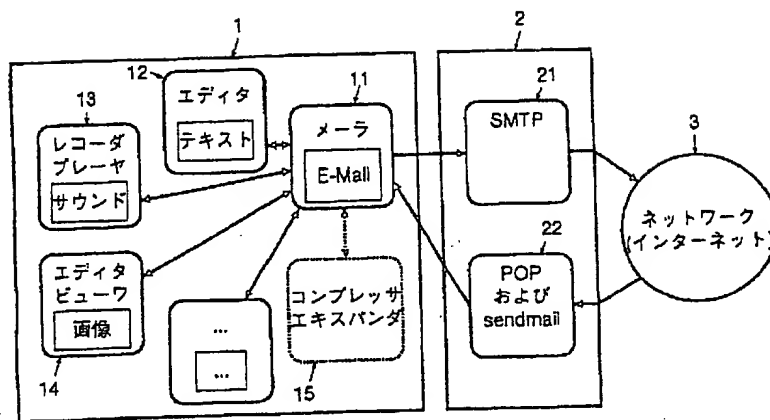 1
2
12
11
21
13
エディタ
メーラ
SMTP
3
レコーダ
プレーヤ
テキスト
E-Mail
サウンド
ネットワーク
(インターネット)
22
エディタ
ビューワ
画像
...
...
コンプレッサ
エキスパンダ
POP
および
sendmail
14
15